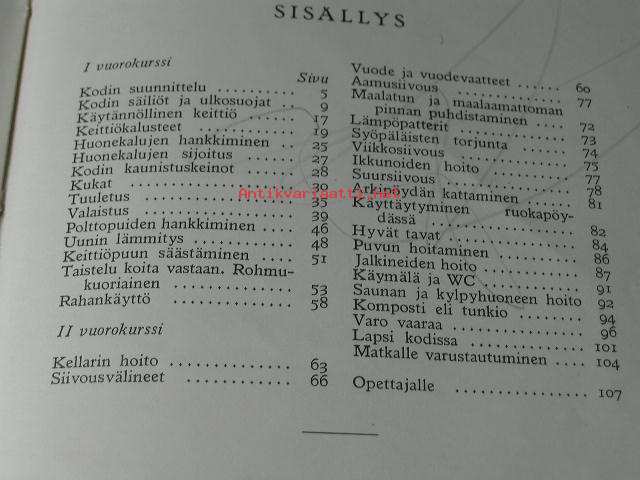 SISÄLLYS
I vuorokurssi
Sivu
Kodin suunnittelu .......... 5
Kodin säiliöt ja ulkosuojat .. 9
Käytännöllinen keittiö ...... 17
Keittiökalusteet .......... 19
Huonekalujen hankkiminen .. 25
Huonekalujen sijoitus ...... 27
Kodin kaunistuskeinot ...... 28
Kukat ................ 30
Tuuletus .............. 35
Valaistus .............. 39
Polttopuiden hankkiminen .... 46
Uunin lämmitys .......... 48
Keittiöpuun säästäminen .... 51
Taistelu koita vastaan. Rohmu-
kuoriainen ............ 53
Rahankäyttö ............ 58
II vuorokurssi
Kellarin hoito ............ 63
Siivousvälineet .......... 66
Vuode ja vuodevaatteet ...... 60
Aamusiivous ............ 77
Maalatun ja maalaamattoman
pinnan puhdistaminen .... 72
Lämpöpatterit ............ 73
Syöpäläisten torjunta ...... 74
Viikkosiivous ............ 75
Ikkunoiden hoito .......... 77
Suursiivous ............ 78
Arkipöydän kattaminen ...... 81
Käyttäytyminen ruokapöy-
dässä .............. 82
Hyvät tavat ............ 84
Puvun hoitaminen .......... 86
Jalkineiden hoito .......... 87
Käymälä ja WC .......... 91
Saunan ja kylpyhuoneen hoito 92
Komposti eli tunkio ........ 94
Varo vaaraa ............ 96
Lapsi kodissa ............ 101
Matkalle varustautuminen .... 104
Opettajalle .............. 107
Antikvariaatti.net